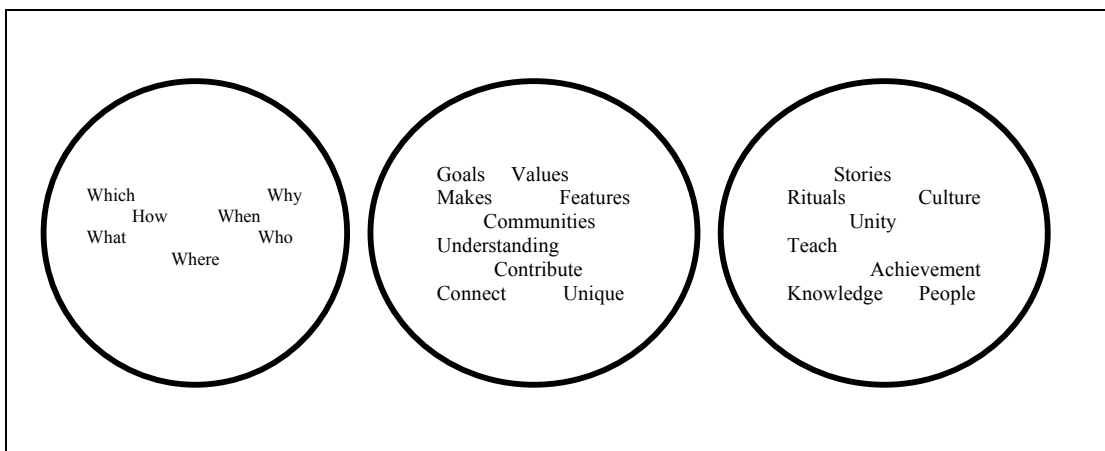 Which Why
How When
What Who
Where
Goals Values
Makes Features
Communities
Understanding
Contribute
Connect Unique
Stories
Rituals Culture
Unity
Teach
Achievement
Knowledge People